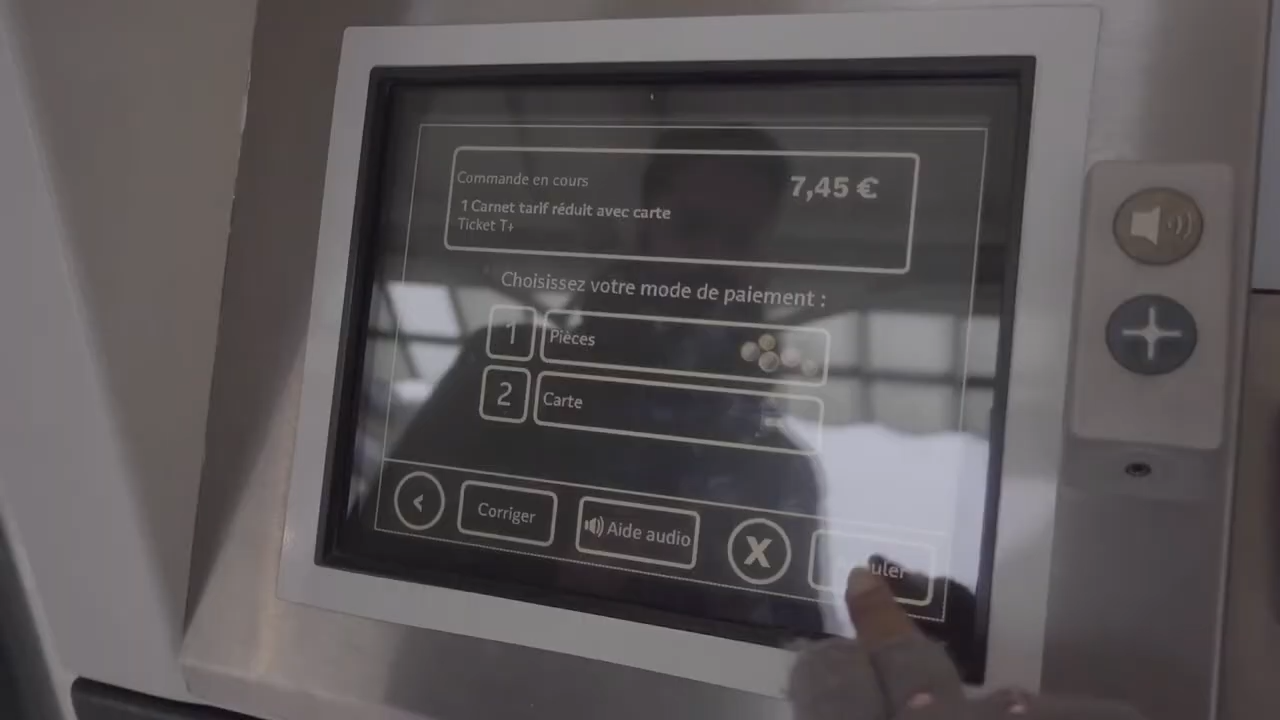 Commande en cours
7,45 €
1 Carnet tarif réduit avec carte
Ticket T+
Choisissez votre mode de paiement :
1 Pièces
2 Carte
< Corriger Aide audio X